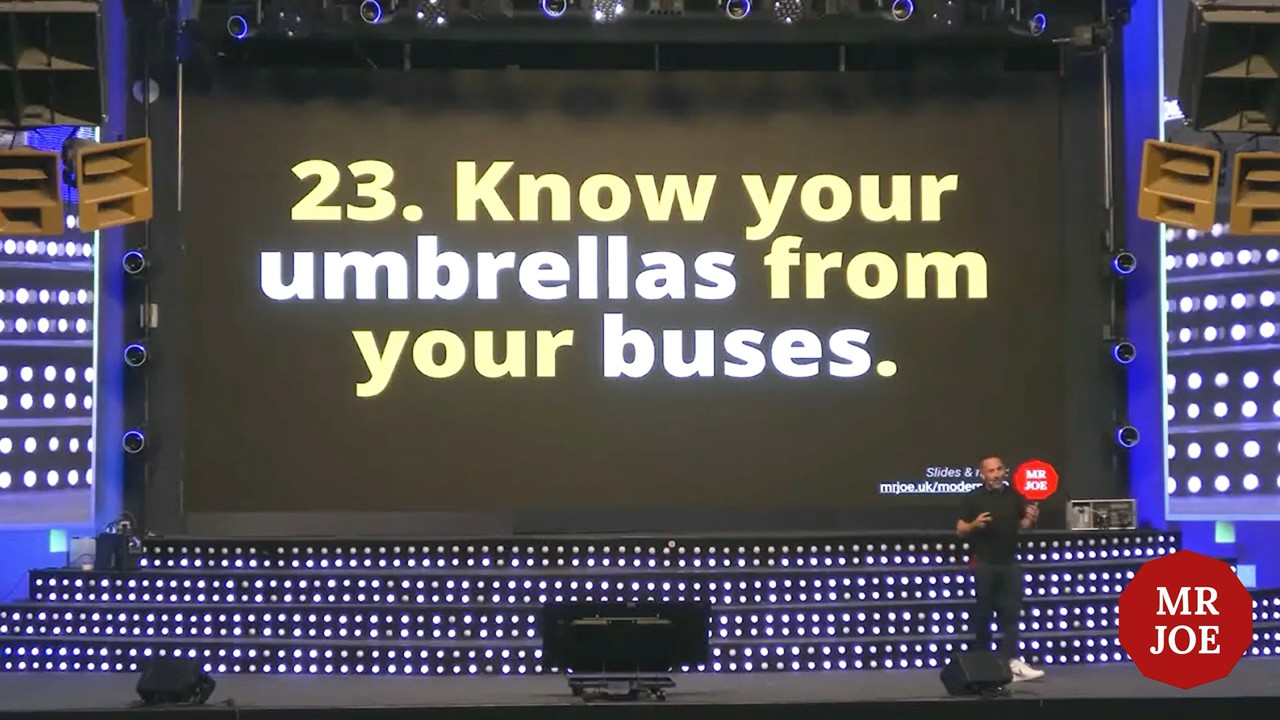 23. Know your
umbrellas from
your buses.
Slides &
mrjoe.uk/moder
MR
JOE
MR
JOE